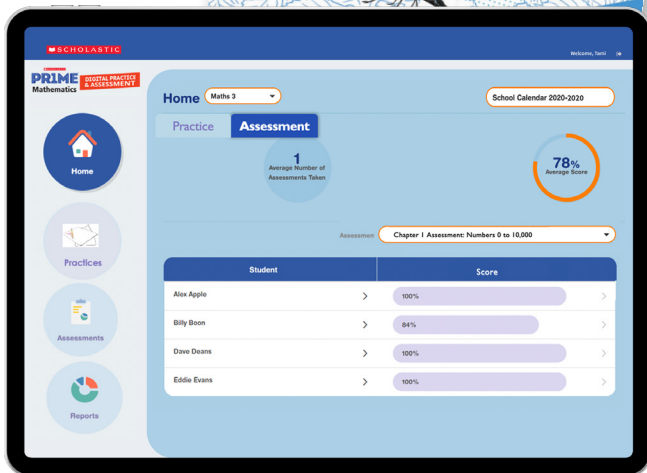 SCHOLASTIC
Welcome, Tami
SCHOLASTIC
PR1ME
Mathematics
DIGITAL PRACTICE
& ASSESSMENT
Home
Maths 3
School Calendar 2020-2020
Practice
Assessment
1
Average Number of
Assessments Taken
78%
Average Score
Home
Practices
Assessments
Reports
Assessmen
Chapter 1 Assessment: Numbers 0 to 10,000
Student
Score
Alex Apple
100%
Billy Boon
84%
Dave Deans
100%
Eddie Evans
100%